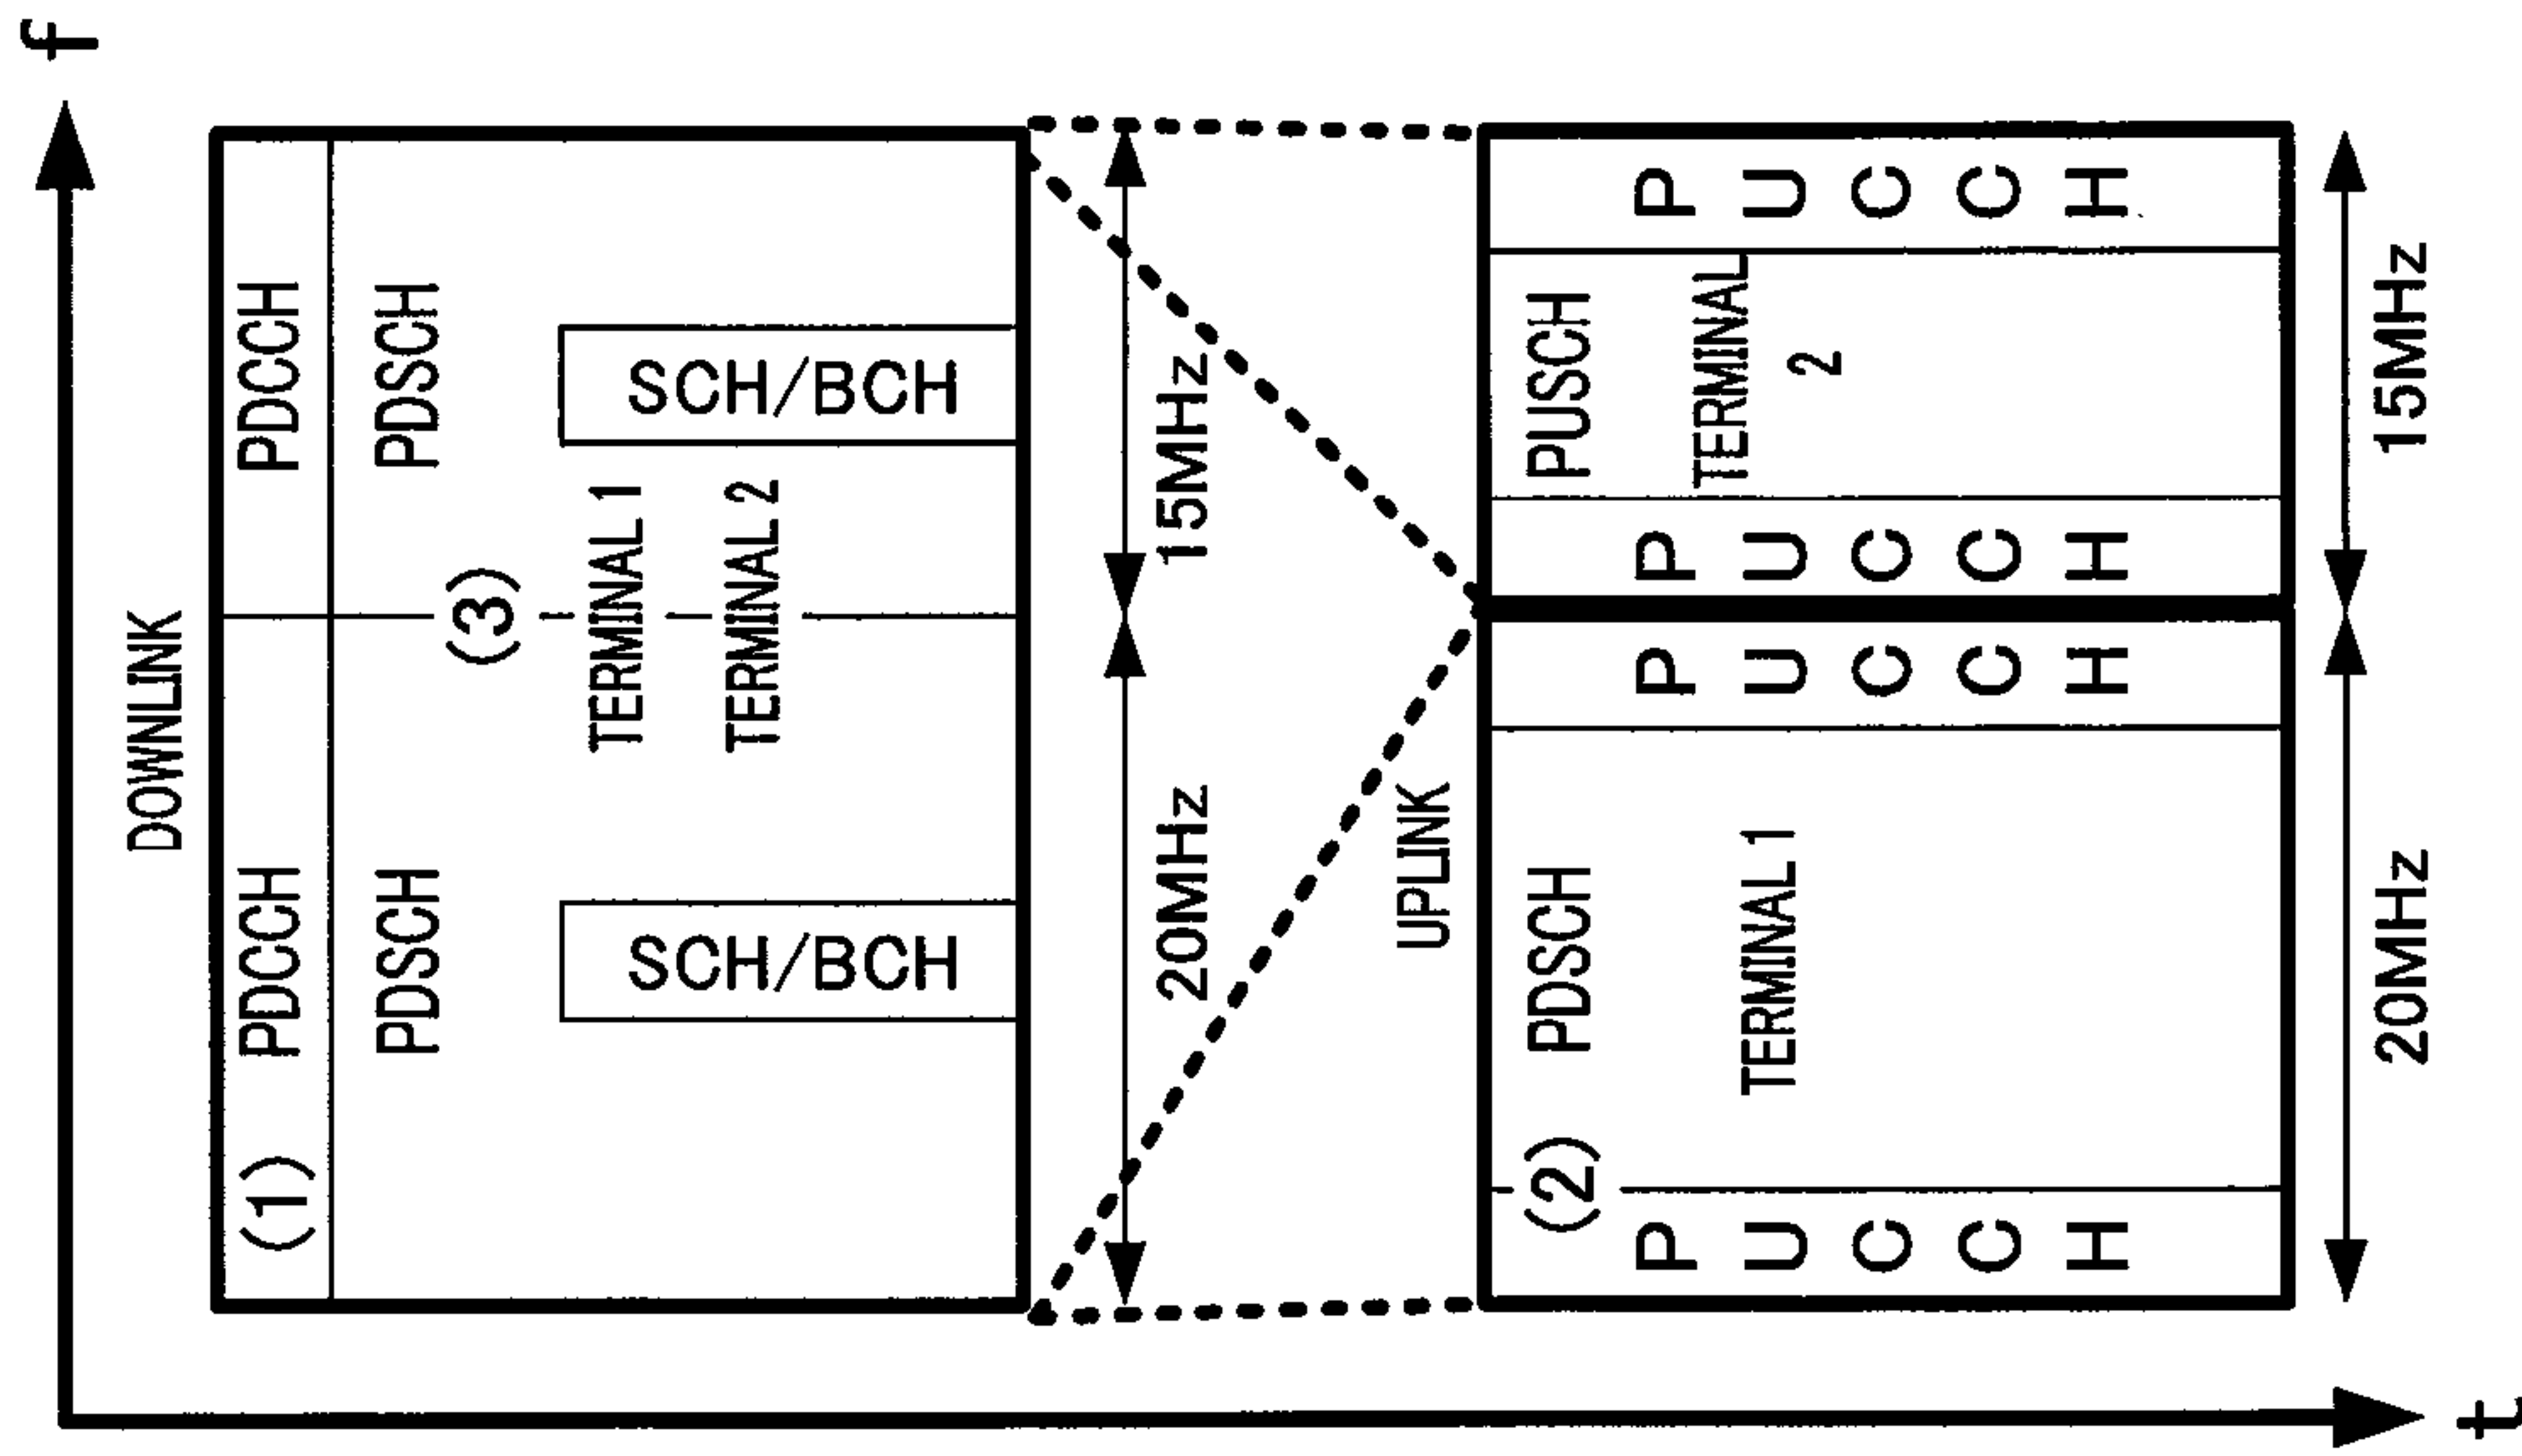 f
DOWNLINK
(1) PDCCH
PDCCH
PDSCH
PDSCH
(3)
TERMINAL 1
TERMINAL 2
SCH/BCH
SCH/BCH
20MHz
15MHz
UPLINK
(2) PDSCH
TERMINAL 1
PUSCH
TERMINAL
2
PUCCH
PUCCH
PUCCH
PUCCH
20MHz
15MHz
t